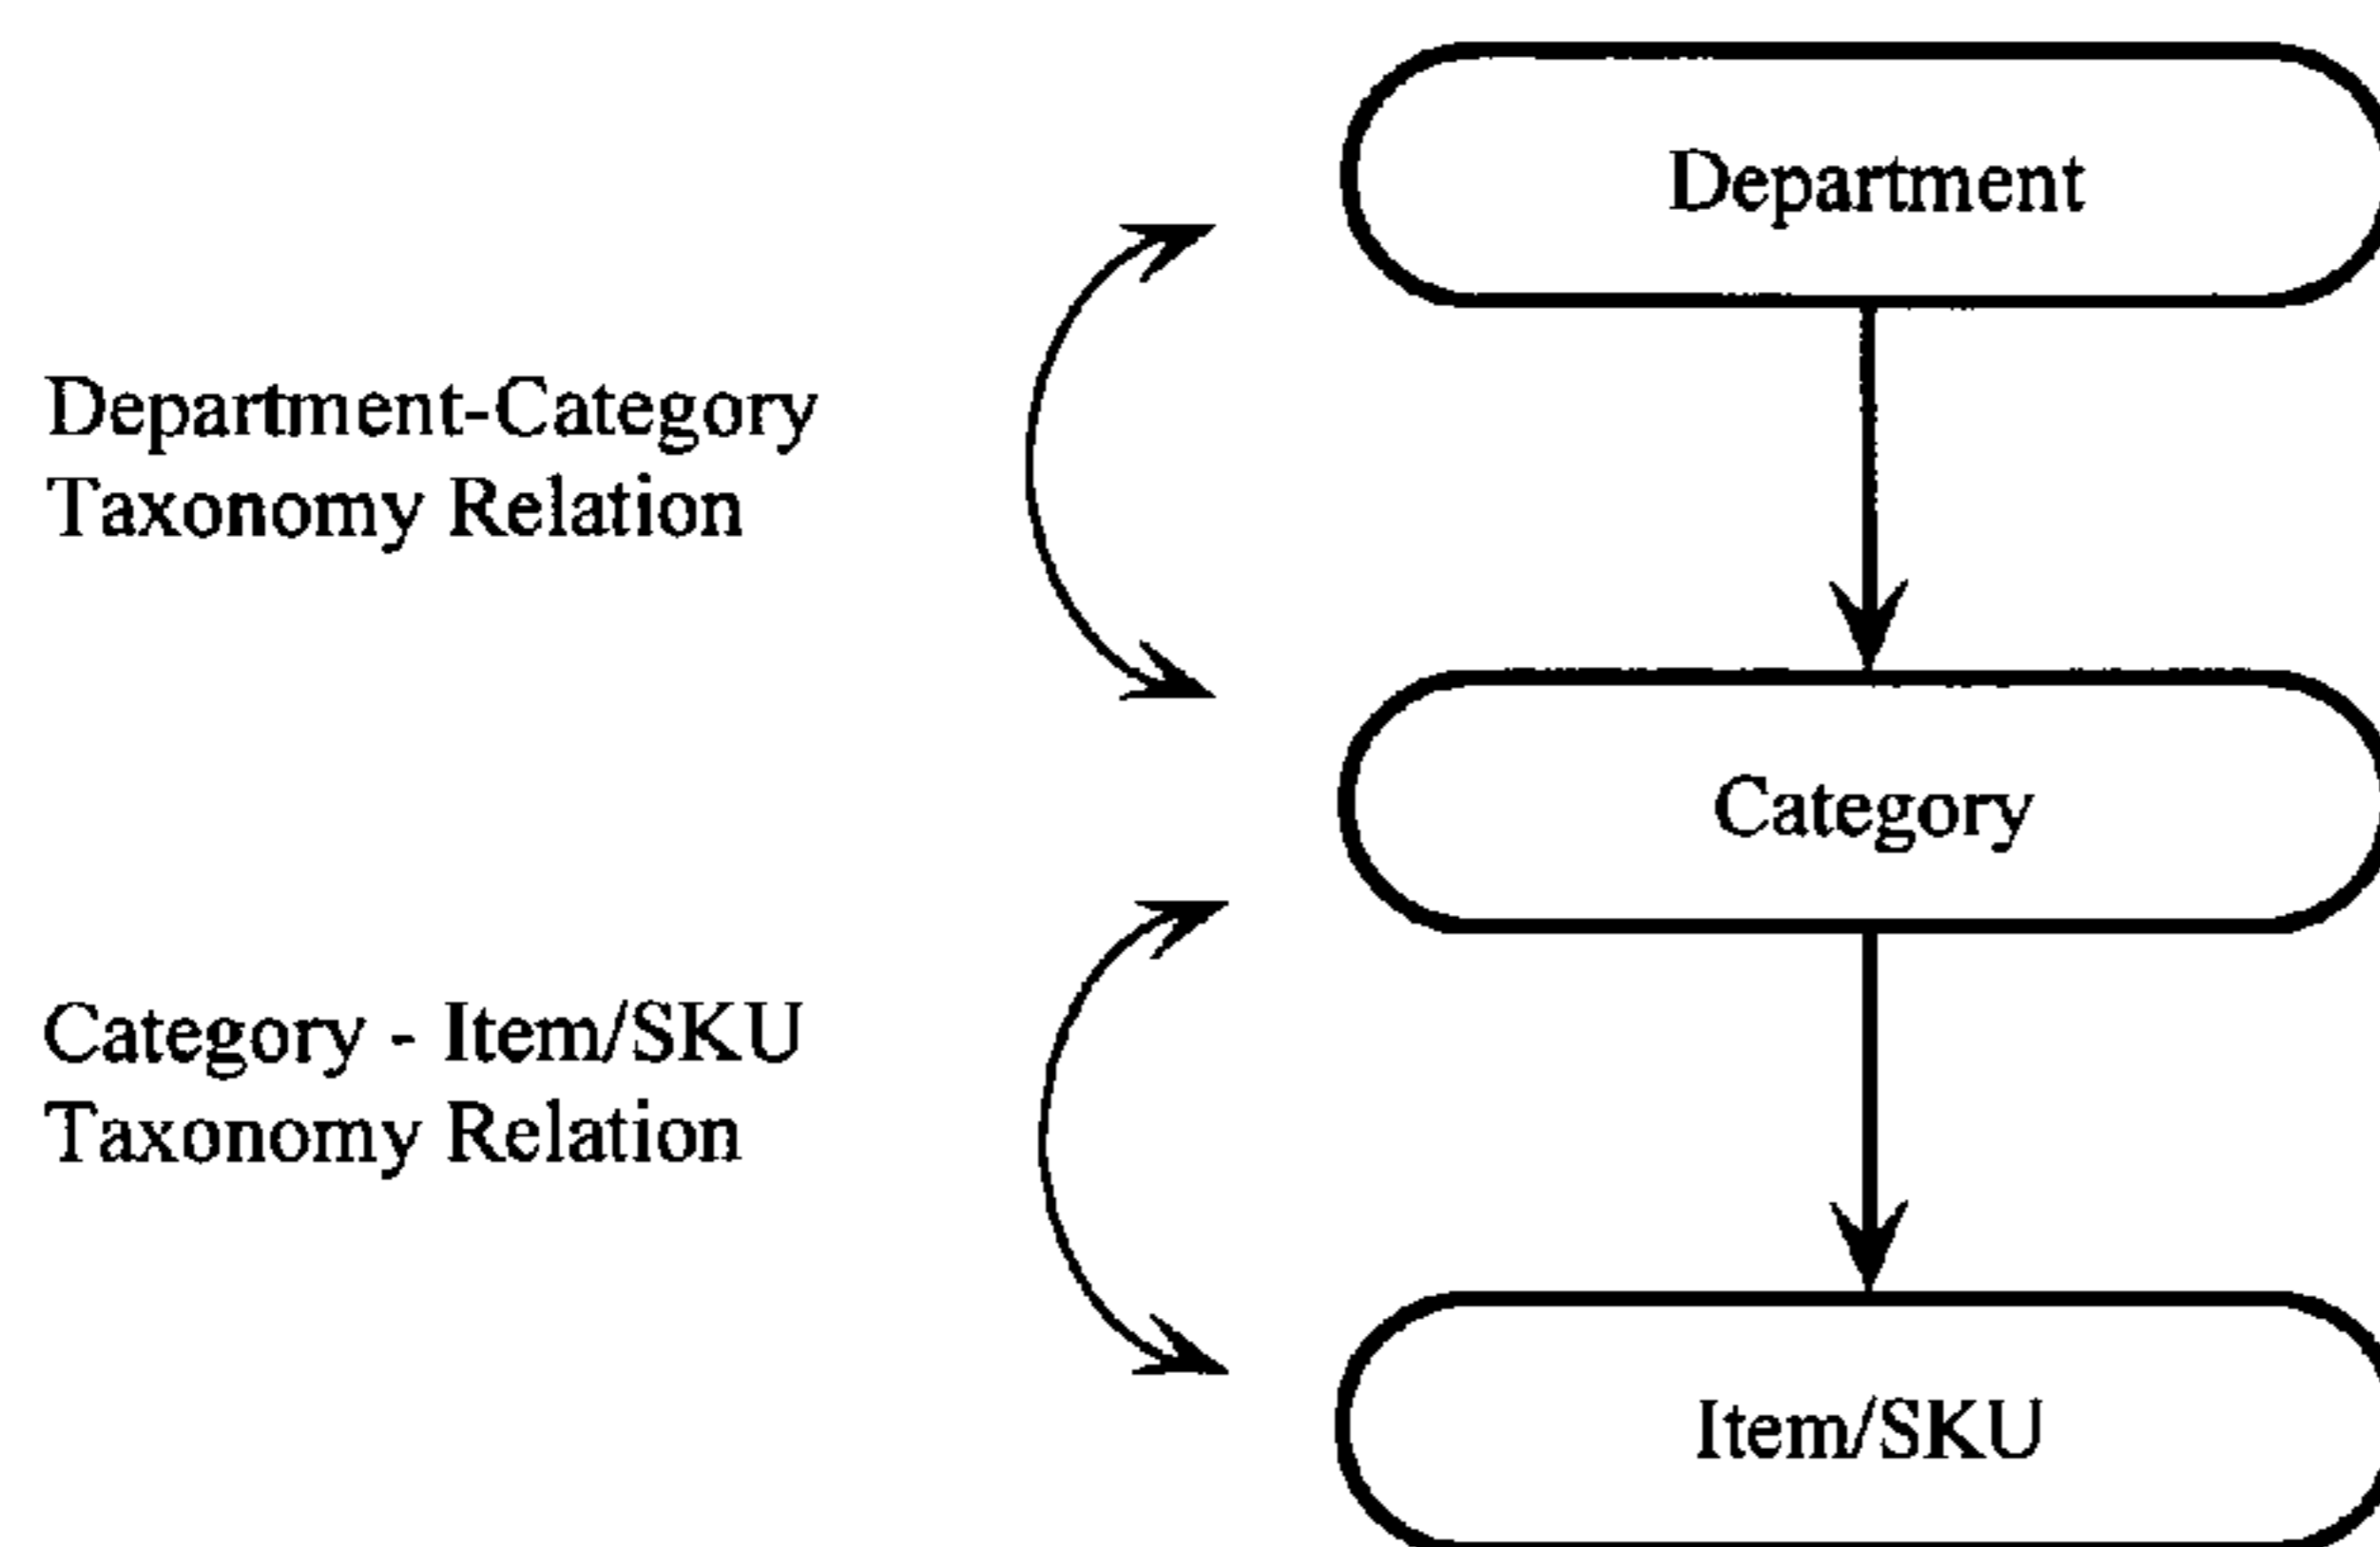 Department
Department-Category
Taxonomy Relation
Category
Category - Item/SKU
Taxonomy Relation
Item/SKU